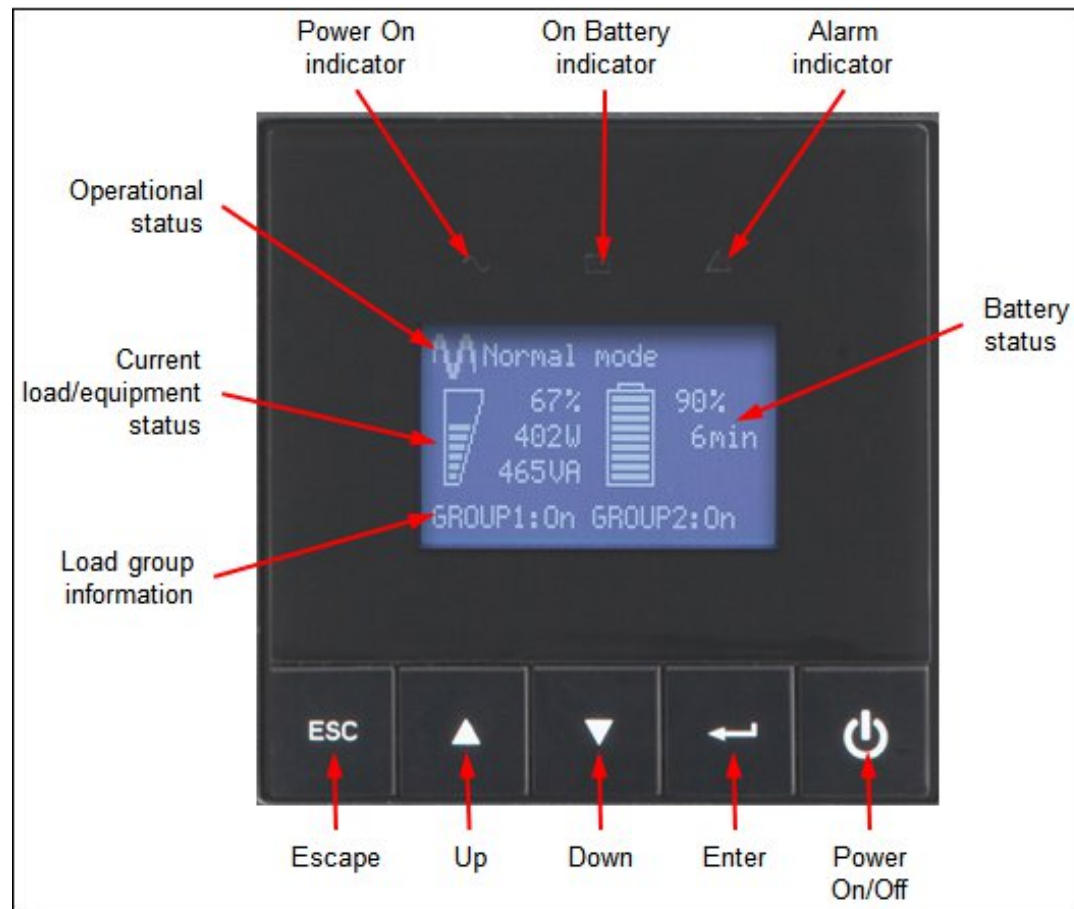 Power On
indicator
On Battery
indicator
Alarm
indicator
Operational
status
Battery
status
Current
load/equipment
status
Normal mode
67%
90%
402W
6min
465VA
GROUP1:On GROUP2:On
Load group
information
ESC
Escape
Up
Down
Enter
Power
On/Off